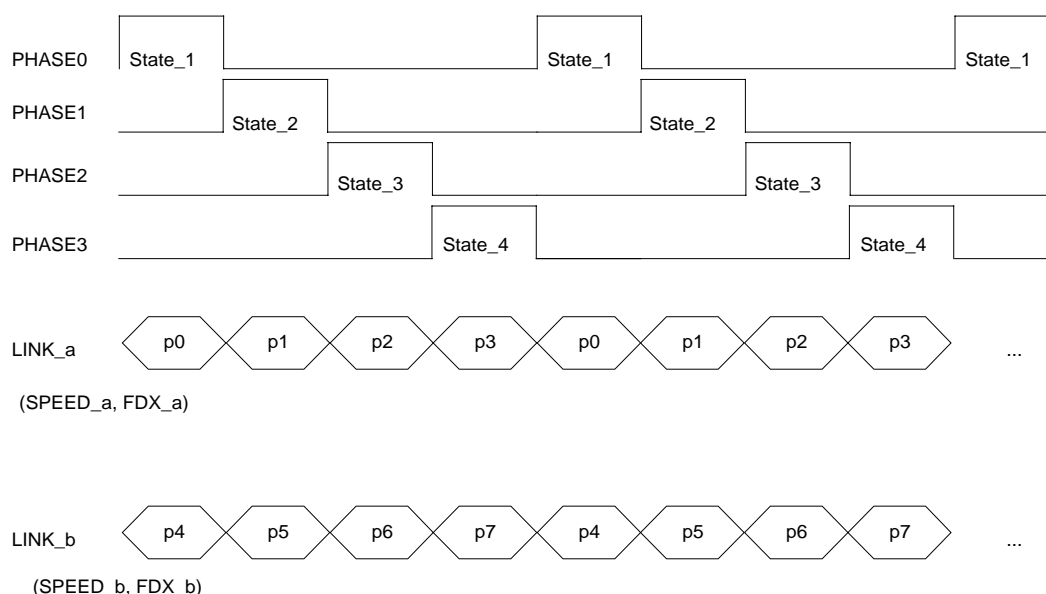 PHASE0 State_1 State_1 State_1
PHASE1 State_2 State_2
PHASE2 State_3 State_3
PHASE3 State_4 State_4
LINK_a p0 p1 p2 p3 p0 p1 p2 p3 ...
(SPEED_a, FDX_a)
LINK_b p4 p5 p6 p7 p4 p5 p6 p7 ...
(SPEED_b, FDX_b)